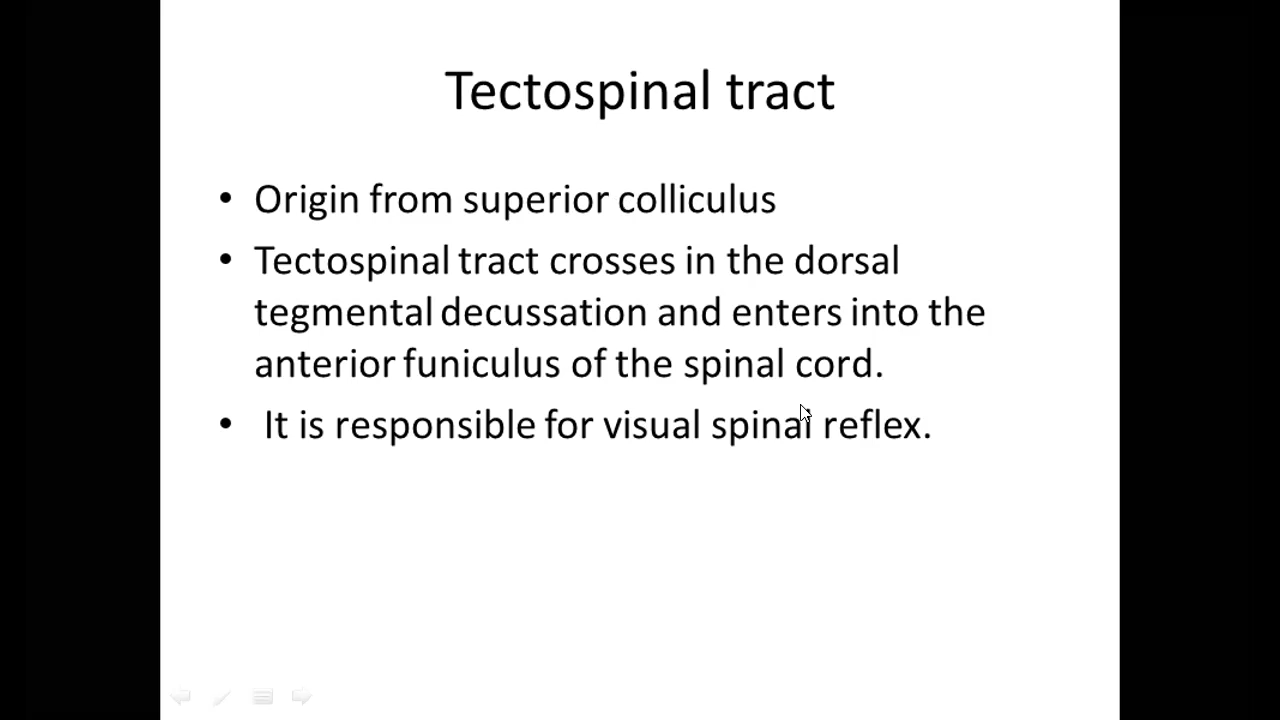 Tectospinal tract
• Origin from superior colliculus
• Tectospinal tract crosses in the dorsal
tegmental decussation and enters into the
anterior funiculus of the spinal cord.
• It is responsible for visual spinal reflex.